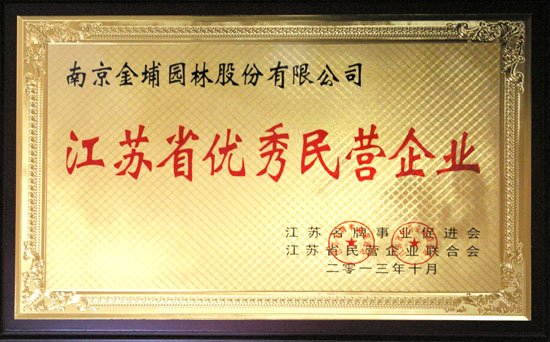 南京金埔园林股份有限公司
江苏省优秀民营企业
江苏省牌事业促进会
江苏省民营企业联合会
二零一三年十月